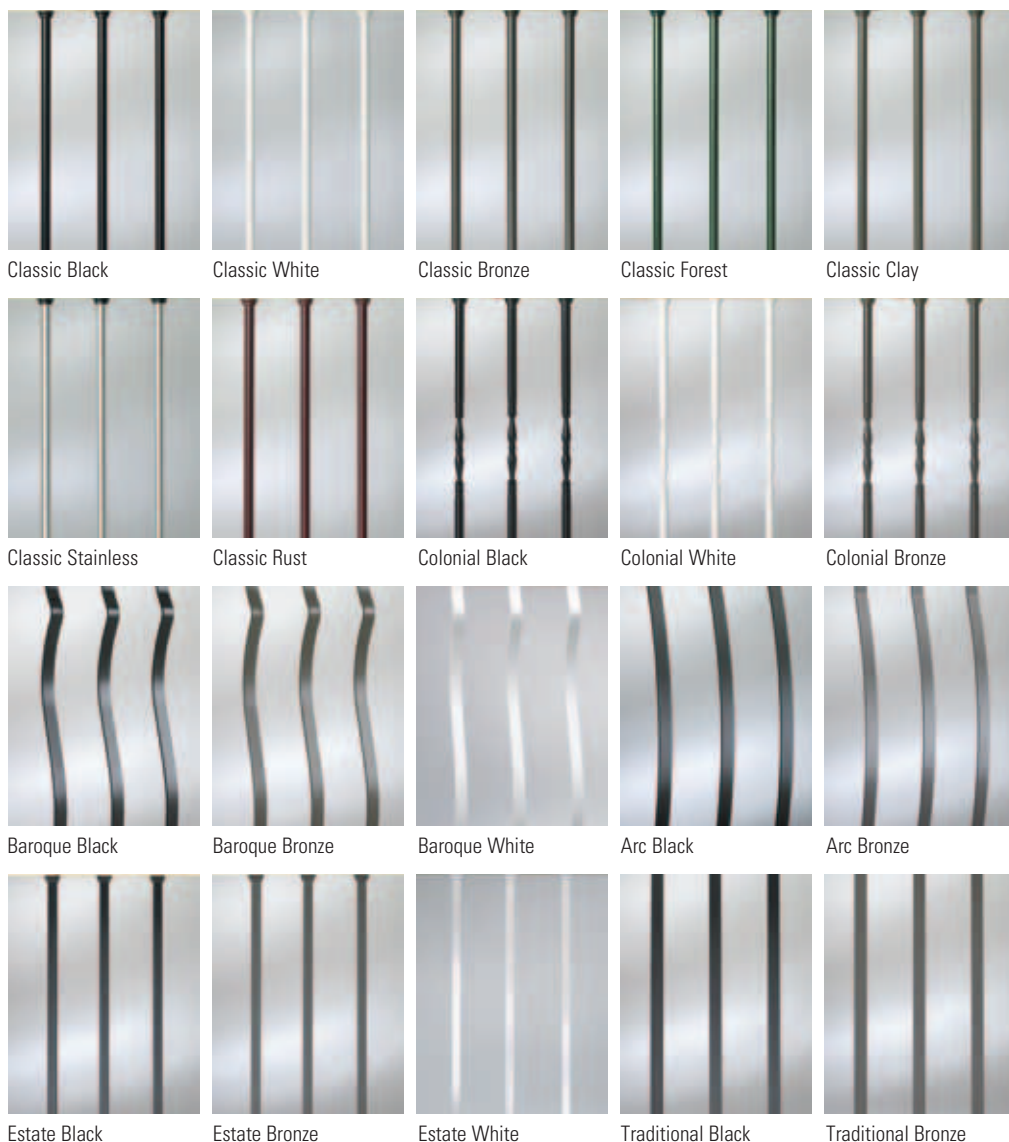 Classic Black
Classic White
Classic Bronze
Classic Forest
Classic Clay
Classic Stainless
Classic Rust
Colonial Black
Colonial White
Colonial Bronze
Baroque Black
Baroque Bronze
Baroque White
Arc Black
Arc Bronze
Estate Black
Estate Bronze
Estate White
Traditional Black
Traditional Bronze